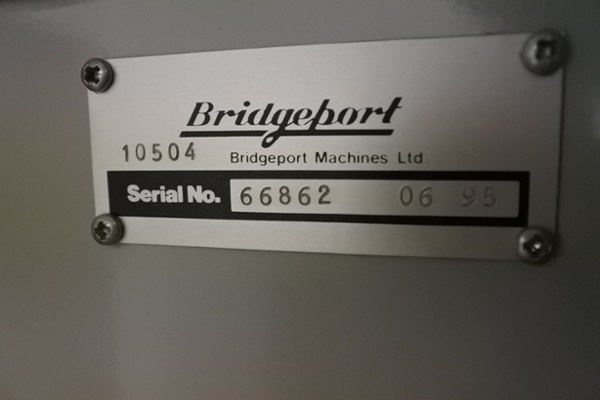 Bridgeport
10504
Bridgeport Machines Ltd.
Serial No. 66862 06 95